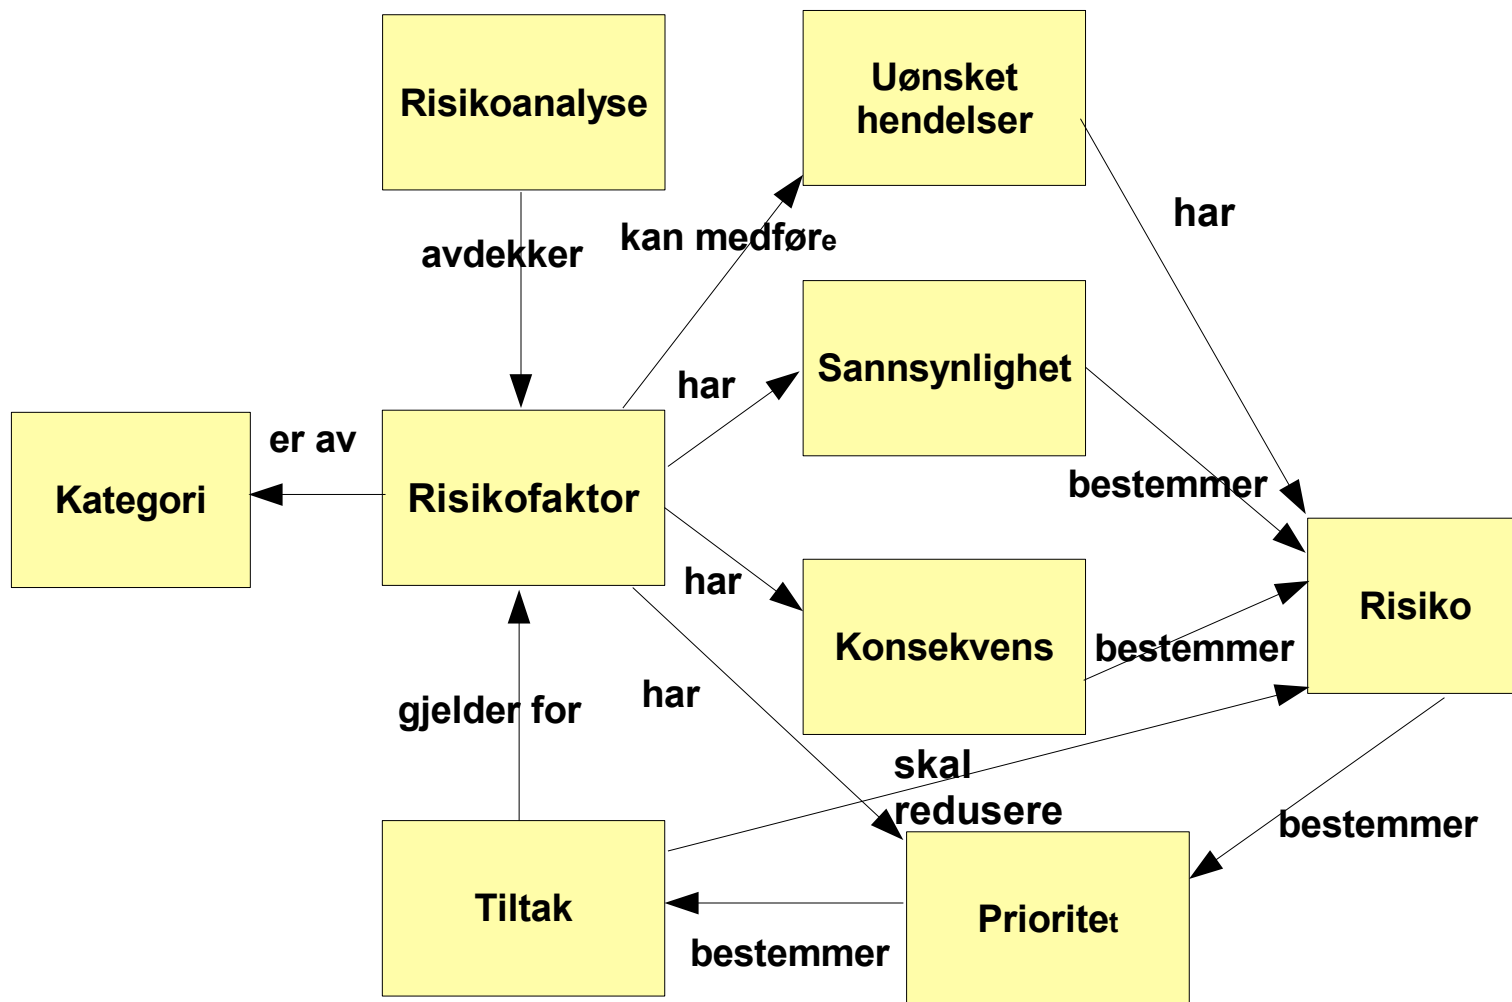 Risikoanalyse
Uønsket
hendelser
har
kan medføre
avdekker
Sannsynlighet
har
er av
bestemmer
Kategori
Risikofaktor
har
Risiko
Konsekvens
bestemmer
har
gjelder for
skal
redusere
bestemmer
Tiltak
Prioritet
bestemmer